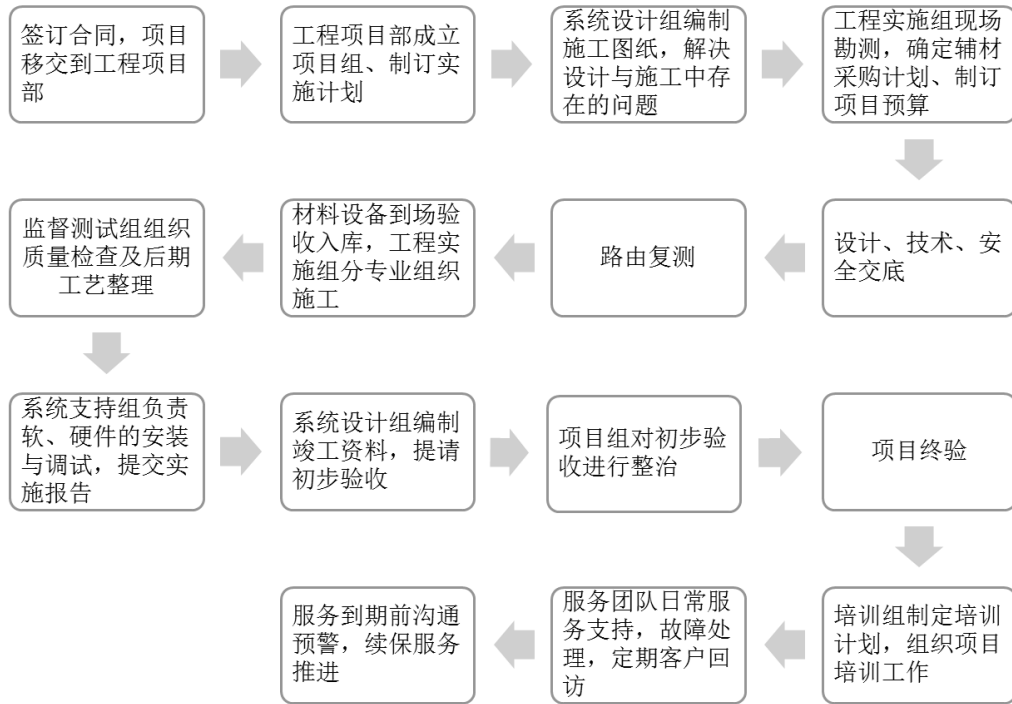 签订合同，项目
移交到工程项目
部
工程项目部成立
项目组、制订实
施计划
系统设计组编制
施工图纸，解决
设计与施工中存
在的问题
工程实施组现场
勘测，确定辅材
采购计划、制订
项目预算
设计、技术、安
全交底
路由复测
材料设备到场验
收入库，工程实
施组分专业组织
施工
监督测试组组织
质量检查及后期
工艺整理
系统支持组负责
软、硬件的安装
与调试，提交实
施报告
系统设计组编制
竣工资料，提请
初步验收
项目组对初步验
收进行整治
项目终验
培训组制定培训
计划，组织项目
培训工作
服务团队日常服
务支持，故障处
理，定期客户回
访
服务到期前沟通
预警，续保服务
推进